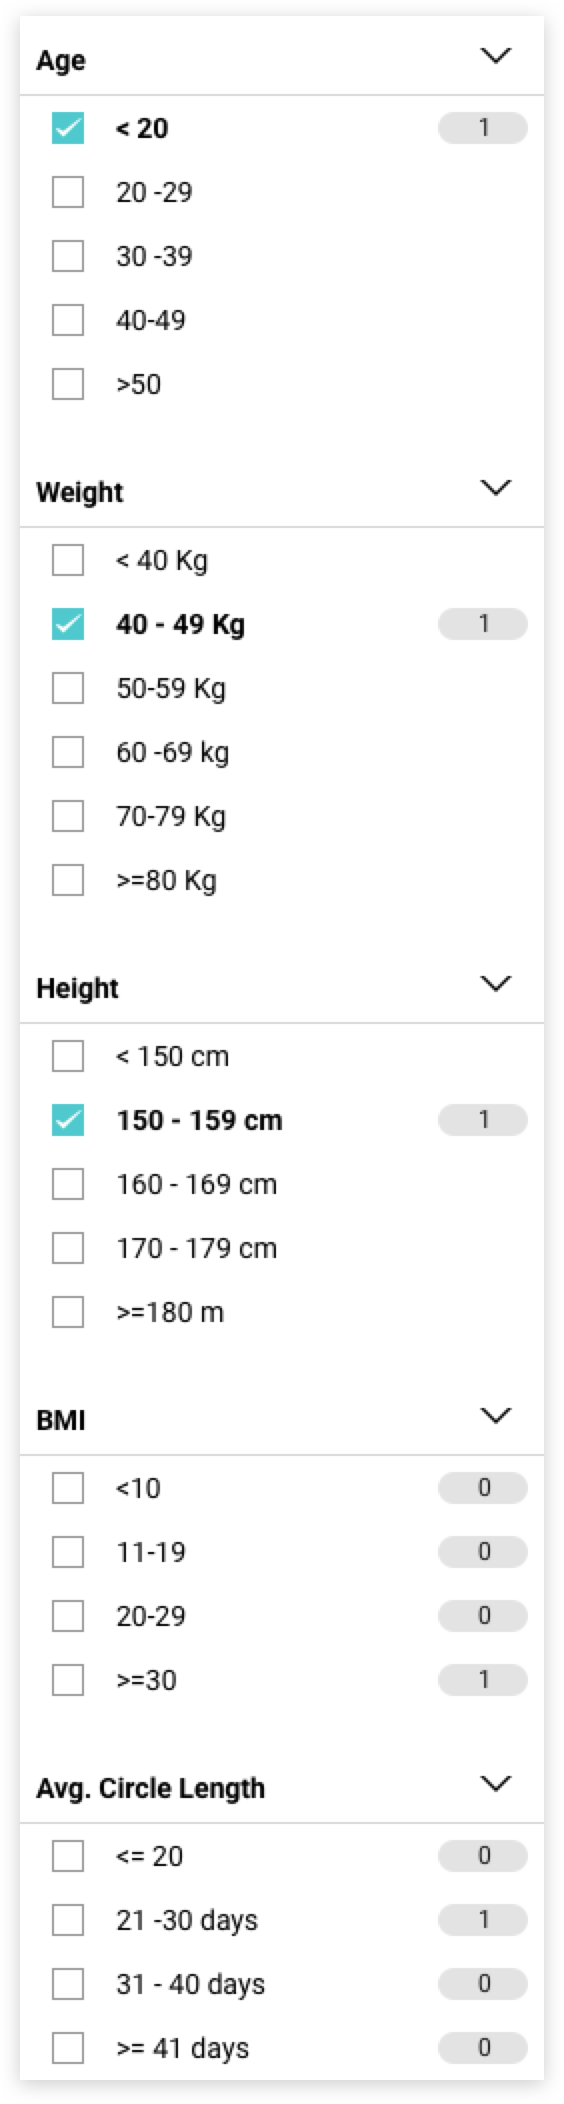 Age
< 20 1
20 -29
30 -39
40-49
>50
Weight
< 40 Kg
40 - 49 Kg 1
50-59 Kg
60 -69 kg
70-79 Kg
>=80 Kg
Height
< 150 cm
150 - 159 cm 1
160 - 169 cm
170 - 179 cm
>=180 m
BMI
<10 0
11-19 0
20-29 0
>=30 1
Avg. Circle Length
<= 20 0
21 -30 days 1
31 - 40 days 0
>= 41 days 0